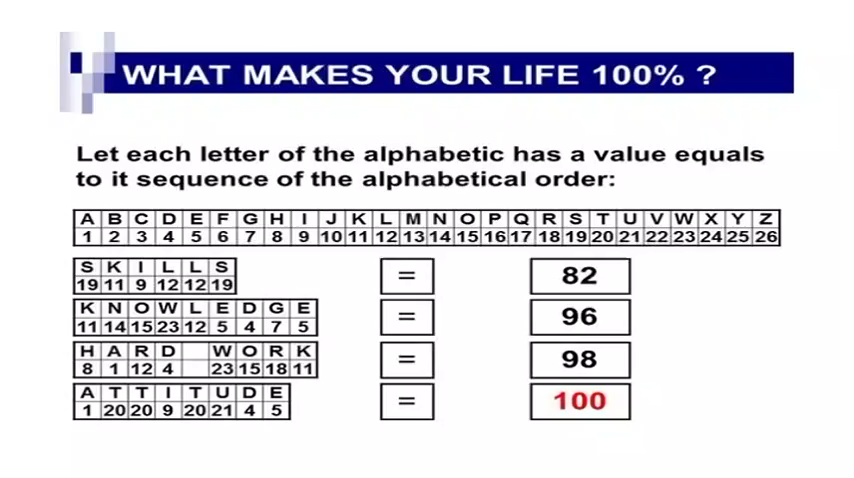 WHAT MAKES YOUR LIFE 100% ?
Let each letter of the alphabetic has a value equals
to it sequence of the alphabetical order:
A B C D E F G H I J K L M N O P Q R S T U V W X Y Z
1 2 3 4 5 6 7 8 9 10 11 12 13 14 15 16 17 18 19 20 21 22 23 24 25 26
S K I L L S
19 11 9 12 12 19 = 82
K N O W L E D G E
11 14 15 23 12 5 4 7 5 = 96
H A R D W O R K
8 1 12 4 23 15 18 11 = 98
A T T I T U D E
1 20 20 9 20 21 4 5 = 100